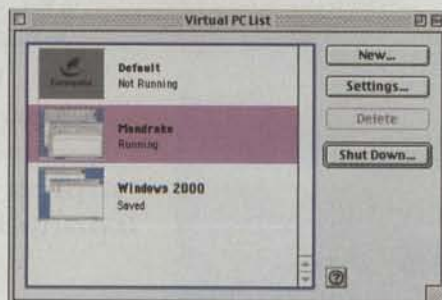 Virtual PC List
Default
Not Running
Mandrake
Running
Windows 2000
Saved
New...
Settings...
Delete
Shut Down...
?